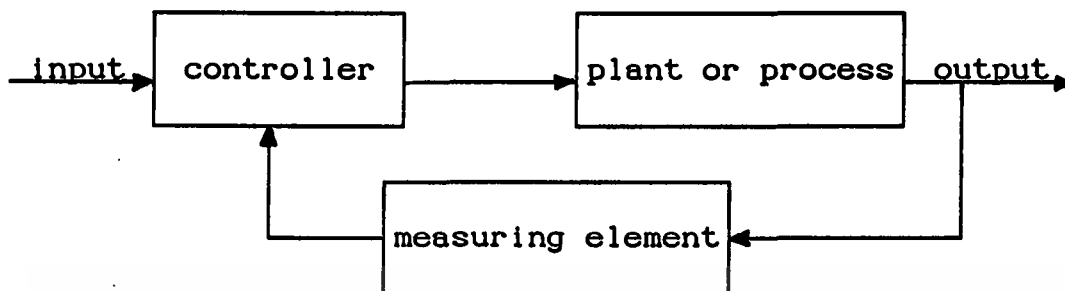 input
controller
plant or process
output
measuring element